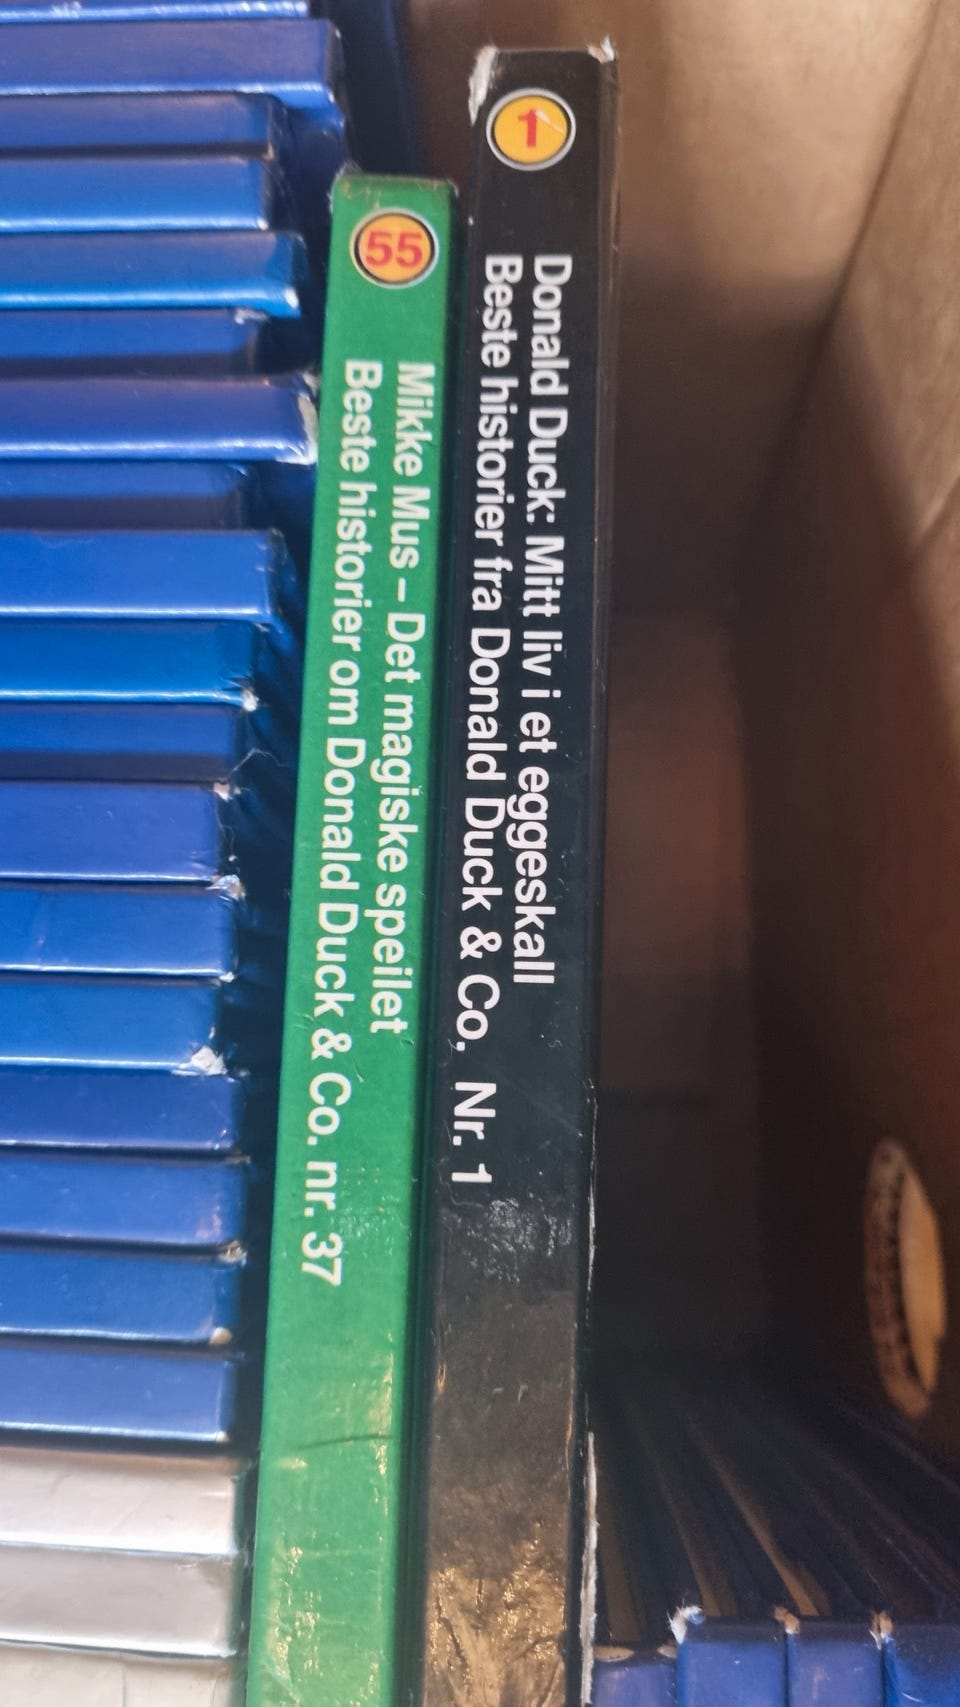 55
Mikke Mus – Det magiske speilet
Beste historier om Donald Duck & Co. nr. 37
1
Donald Duck: Mitt liv i et eggeskall
Beste historier fra Donald Duck & Co. Nr. 1